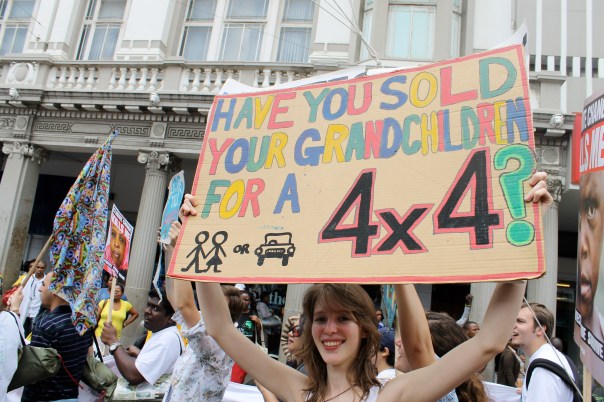 HAVE YOU SOLD
YOUR GRANDCHILDREN
FOR A 4x4?
OR